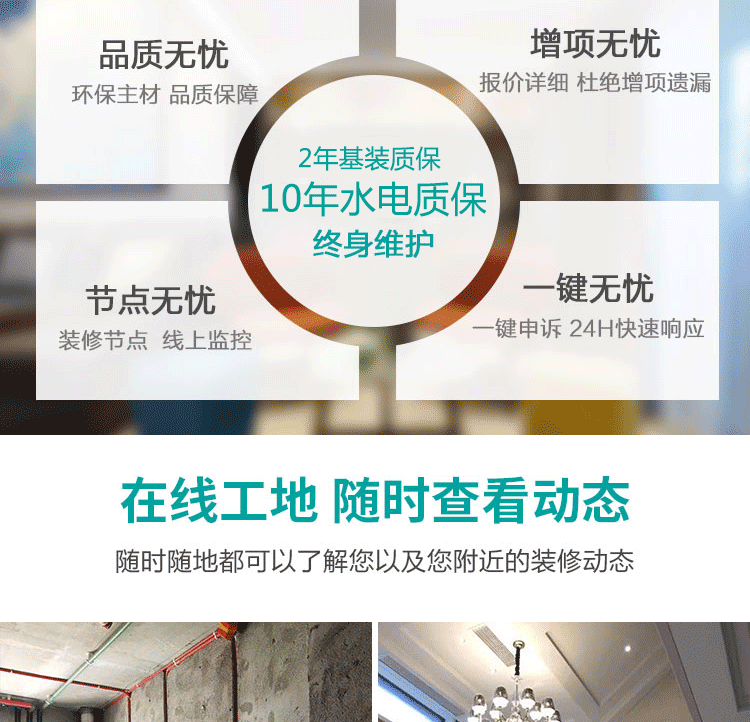 品质无忧
环保主材 品质保障
增项无忧
报价详细 杜绝增项遗漏
2年基装质保
10年水电质保
终身维护
节点无忧
装修节点 线上监控
一键无忧
一键申诉 24H快速响应
在线工地 随时查看动态
随时随地都可以了解您以及您附近的装修动态